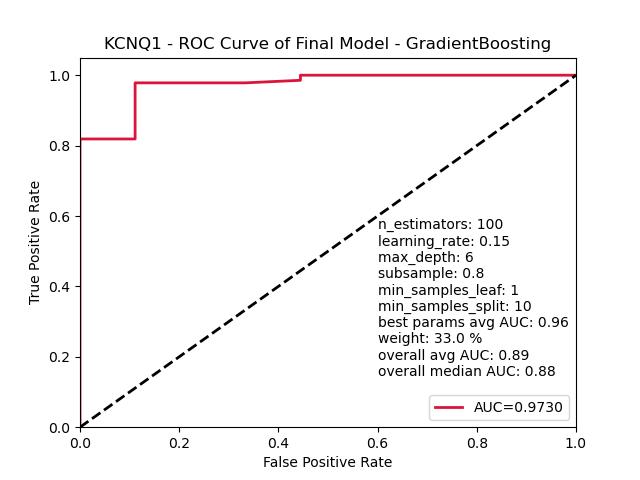 KCNQ1 - ROC Curve of Final Model - GradientBoosting
1.0
0.8
0.6
0.4
0.2
0.0
True Positive Rate
n_estimators: 100
learning_rate: 0.15
max_depth: 6
subsample: 0.8
min_samples_leaf: 1
min_samples_split: 10
best params avg AUC: 0.96
weight: 33.0 %
overall avg AUC: 0.89
overall median AUC: 0.88
AUC=0.9730
0.0 0.2 0.4 0.6 0.8 1.0
False Positive Rate